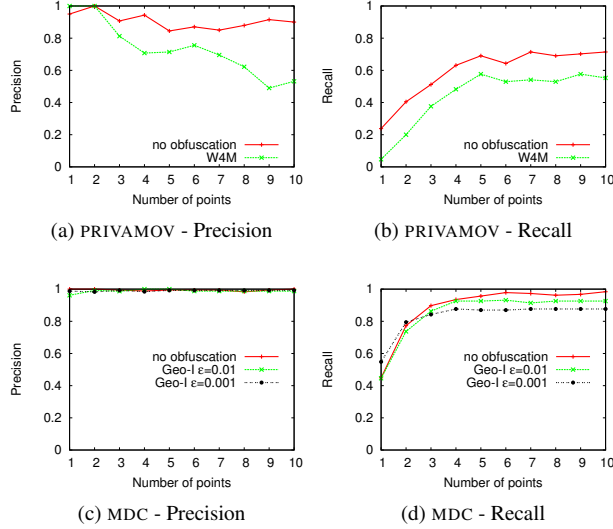 1
0.8
0.6
0.4
0.2
0
Precision
no obfuscation
W4M
1 2 3 4 5 6 7 8 9 10
Number of points
(a) PRIVAMOV - Precision
1
0.8
0.6
0.4
0.2
0
Recall
no obfuscation
W4M
1 2 3 4 5 6 7 8 9 10
Number of points
(b) PRIVAMOV - Recall
1
0.8
0.6
0.4
0.2
0
Precision
no obfuscation
Geo-I ε=0.01
Geo-I ε=0.001
1 2 3 4 5 6 7 8 9 10
Number of points
(c) MDC - Precision
1
0.8
0.6
0.4
0.2
0
Recall
no obfuscation
Geo-I ε=0.01
Geo-I ε=0.001
1 2 3 4 5 6 7 8 9 10
Number of points
(d) MDC - Recall